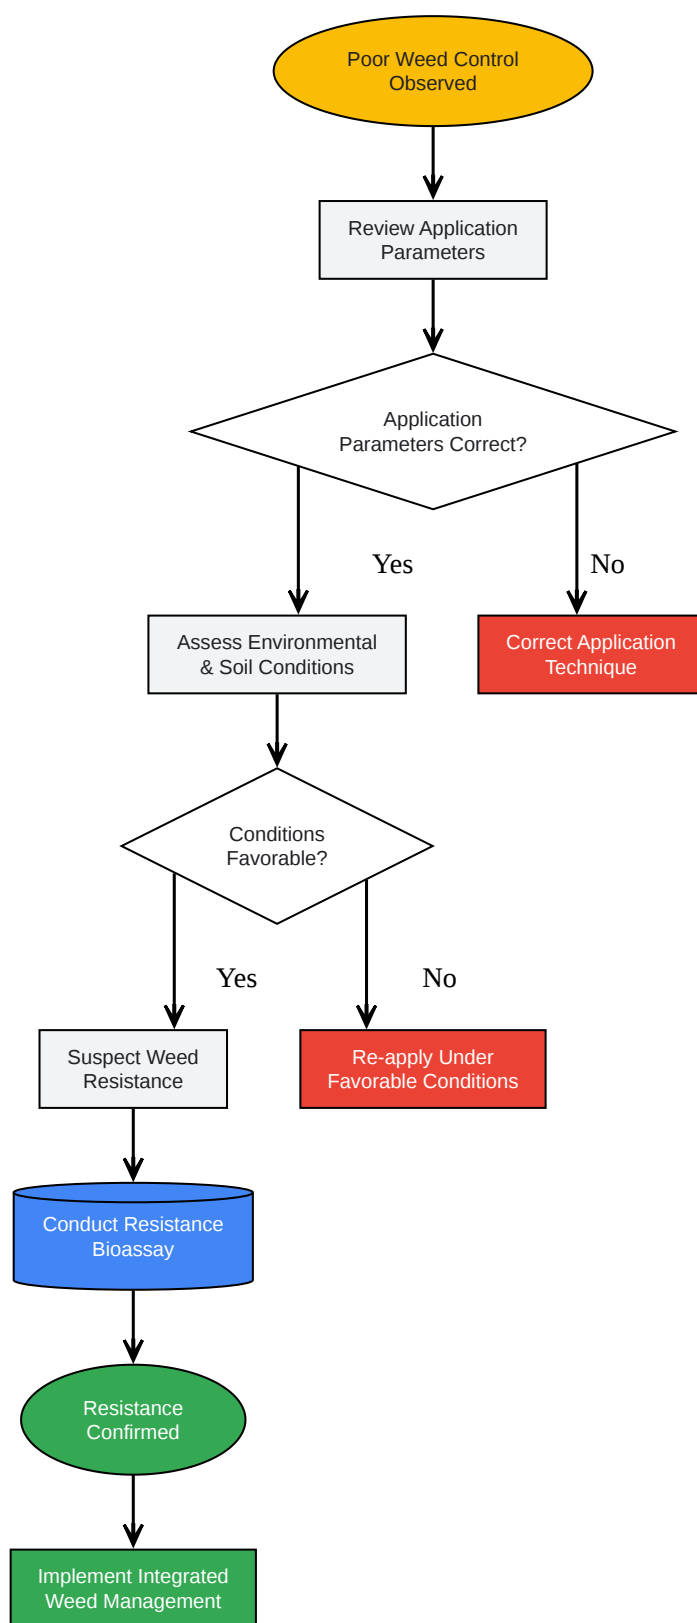 Poor Weed Control
Observed
Review Application
Parameters
Application
Parameters Correct?
Yes
No
Assess Environmental
& Soil Conditions
Correct Application
Technique
Conditions
Favorable?
Yes
No
Suspect Weed
Resistance
Re-apply Under
Favorable Conditions
Conduct Resistance
Bioassay
Resistance
Confirmed
Implement Integrated
Weed Management